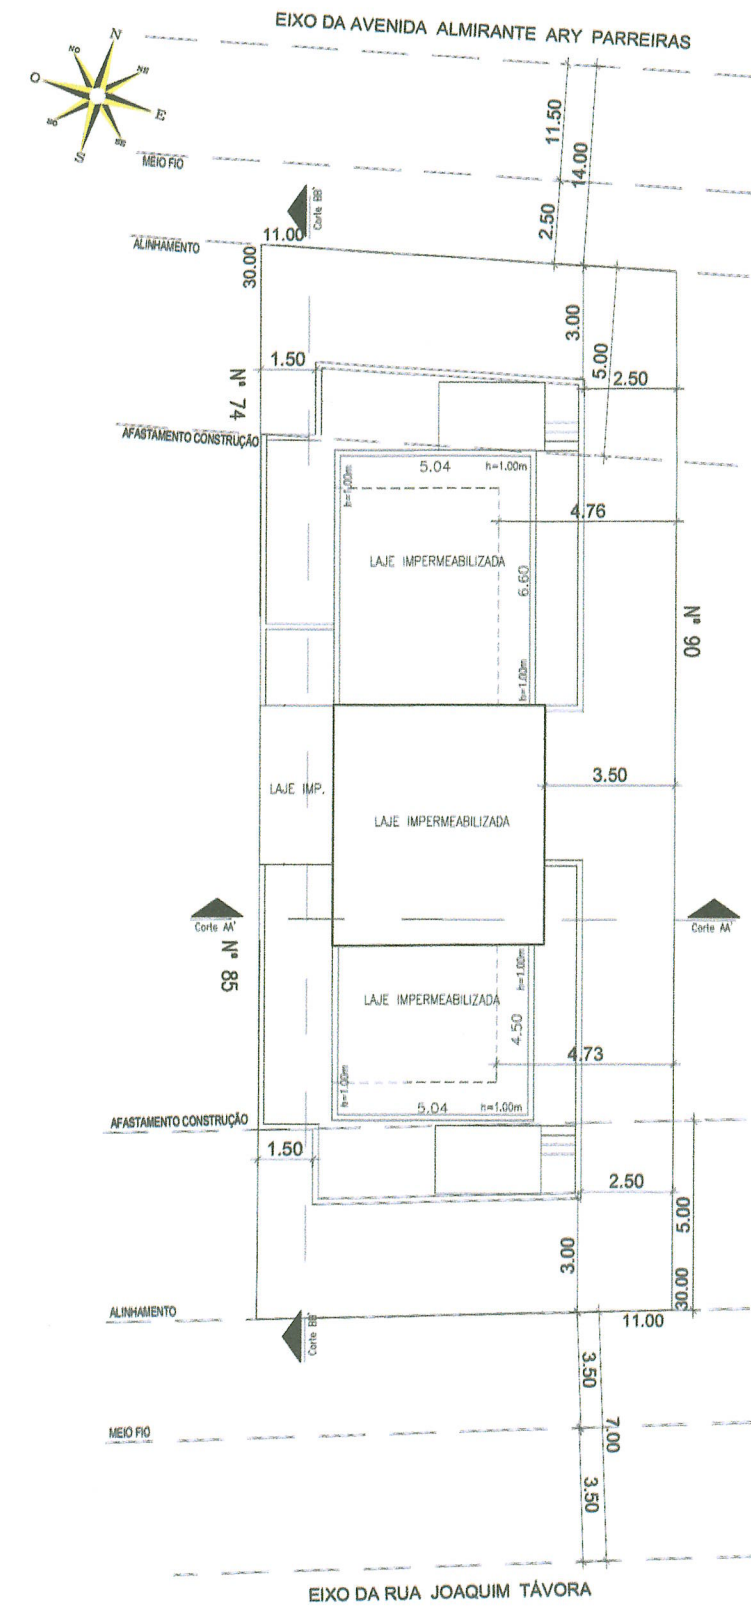 EIXO DA AVENIDA ALMIRANTE ARY PARREIRAS
N
NO
NE
O
E
SO
SE
S
MEIO FIO
11.50
14.00
2.50
Corte BB'
11.00
ALINHAMENTO
30.00
3.00
5.00
1.50
2.50
Nº 74
AFASTAMENTO CONSTRUÇÃO
5.04
h=1.00m
h=1.00m
4.76
LAJE IMPERMEABILIZADA
6.60
Nº 90
h=1.00m
3.50
LAJE IMP.
LAJE IMPERMEABILIZADA
Corte AA'
Corte AA'
Nº 85
h=1.00m
LAJE IMPERMEABILIZADA
4.50
4.73
h=1.00m
5.04
h=1.00m
AFASTAMENTO CONSTRUÇÃO
1.50
2.50
5.00
3.00
30.00
ALINHAMENTO
11.00
Corte BB'
3.50
7.00
MEIO FIO
3.50
EIXO DA RUA JOAQUIM TÁVORA